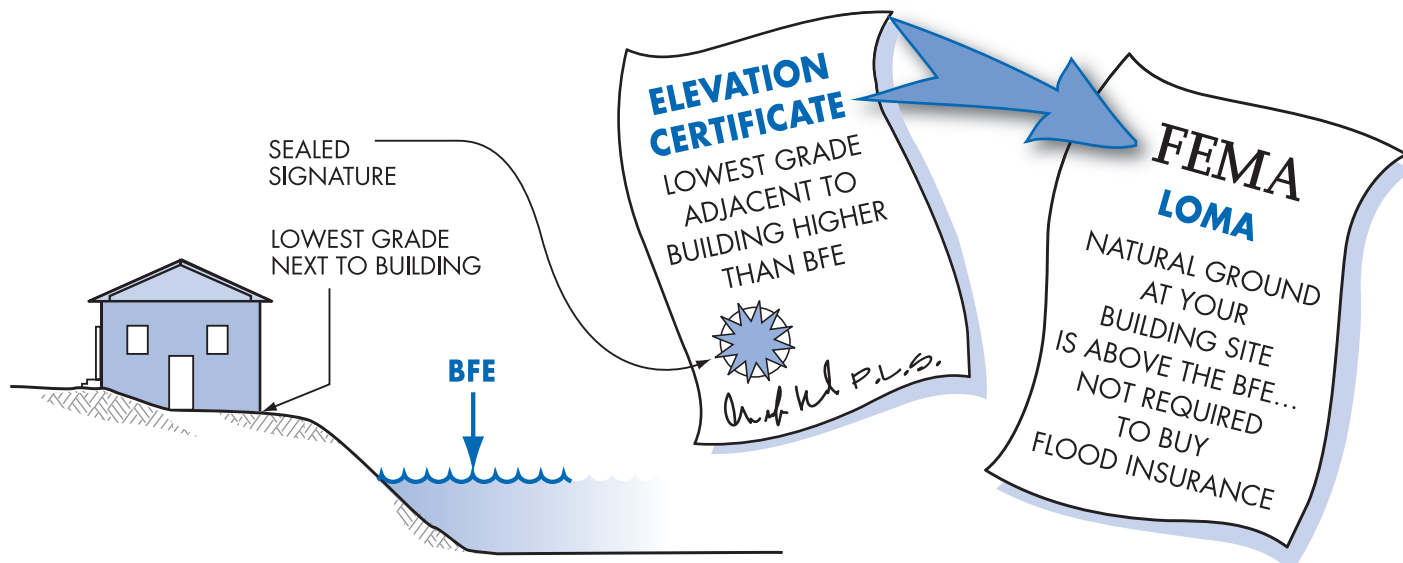 SEALED
SIGNATURE
LOWEST GRADE
NEXT TO BUILDING
BFE
ELEVATION
CERTIFICATE
LOWEST GRADE
ADJACENT TO
BUILDING HIGHER
THAN BFE
P.L.S.
FEMA
LOMA
NATURAL GROUND
AT YOUR
BUILDING SITE
IS ABOVE THE BFE...
NOT REQUIRED
TO BUY
FLOOD INSURANCE